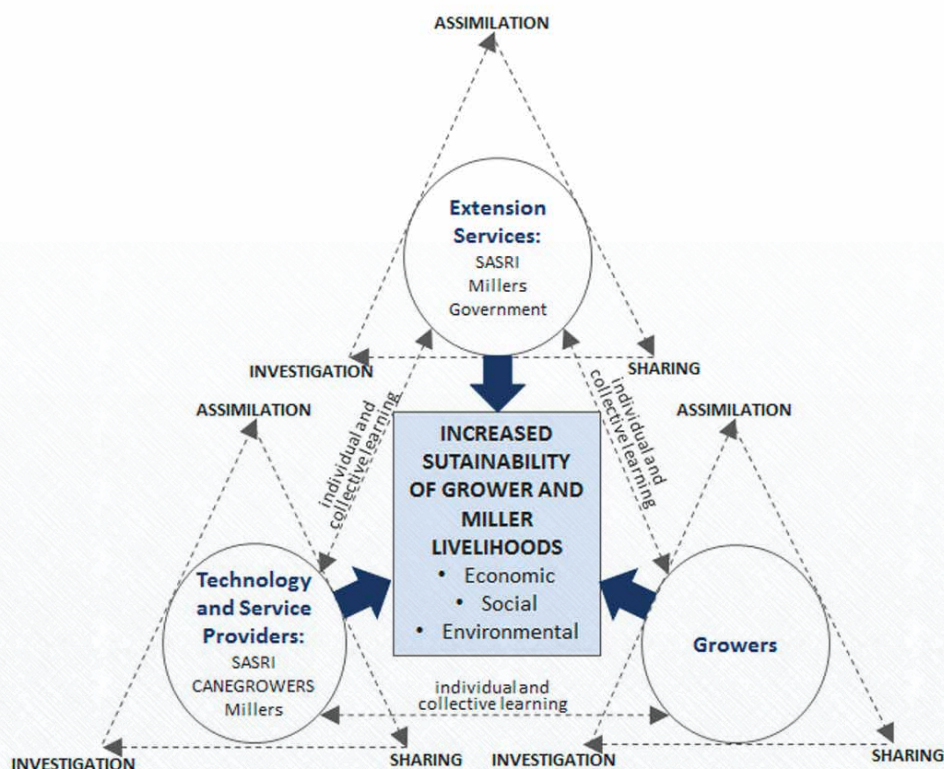 ASSIMILATION
Extension
Services:
SASRI
Millers
Government
INVESTIGATION
SHARING
ASSIMILATION
ASSIMILATION
individual and
collective learning
individual and
collective learning
INCREASED
SUTAINABILITY
OF GROWER AND
MILLER
LIVELIHOODS
• Economic
• Social
• Environmental
Technology
and Service
Providers:
SASRI
CANEGROWERS
Millers
Growers
individual and
collective learning
INVESTIGATION
SHARING
INVESTIGATION
SHARING